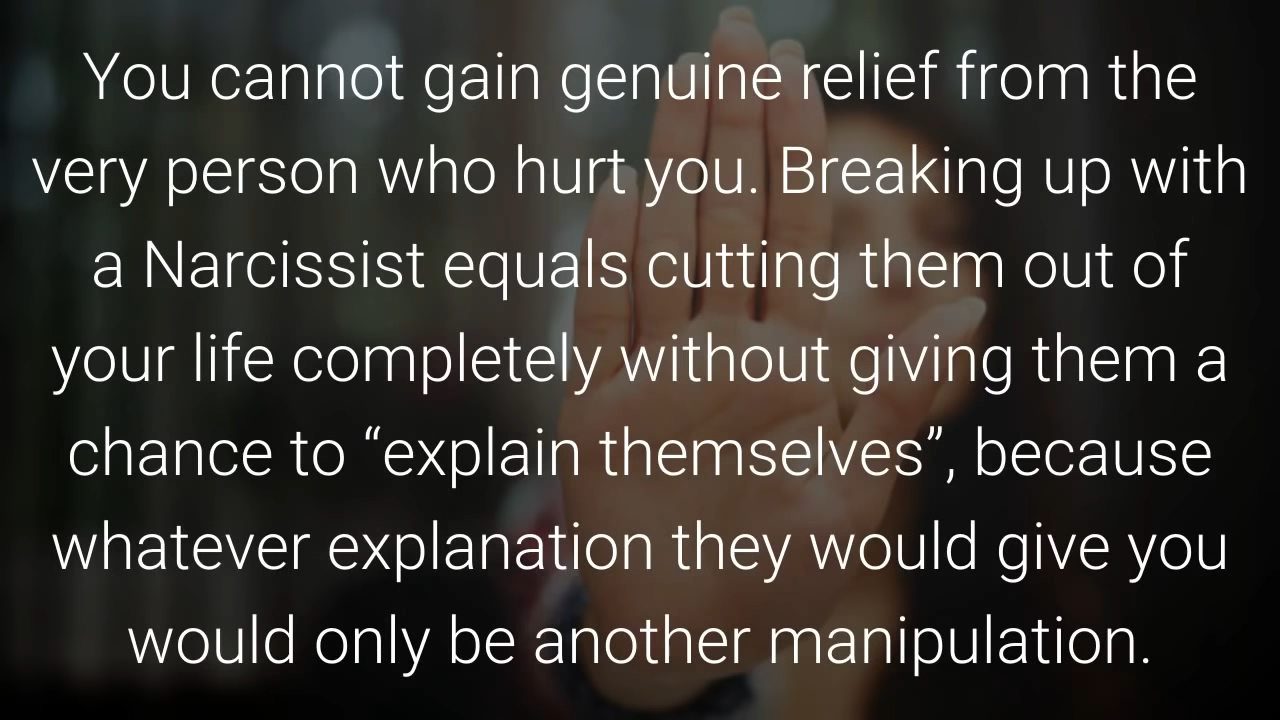 You cannot gain genuine relief from the
very person who hurt you. Breaking up with
a Narcissist equals cutting them out of
your life completely without giving them a
chance to “explain themselves”, because
whatever explanation they would give you
would only be another manipulation.